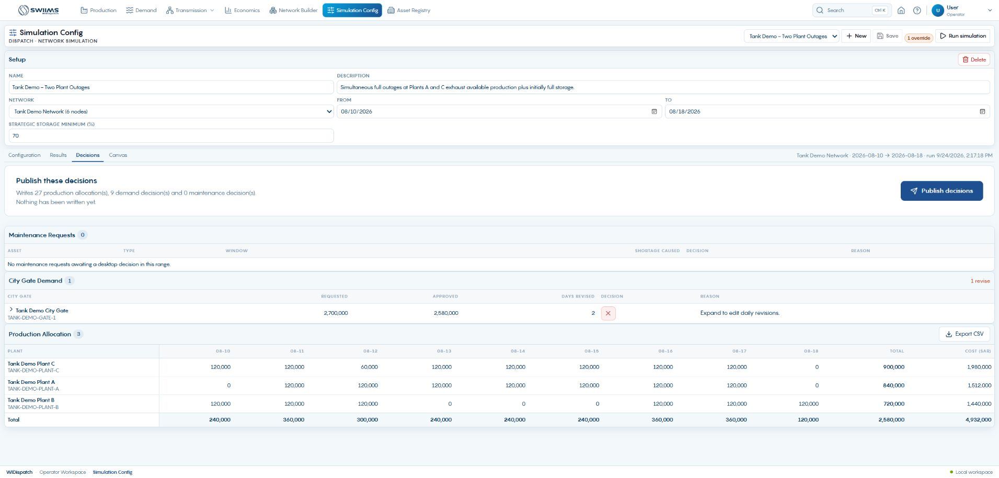 SWIIMS
WIDispatch
Production
Demand
Transmission
Economics
Network Builder
Simulation Config
Asset Registry
Search Ctrl K
U User
Operator
Simulation Config
DISPATCH · NETWORK SIMULATION
Tank Demo – Two Plant Outages
New
Save
1 override
Run simulation
Setup
Delete
NAME
Tank Demo – Two Plant Outages
DESCRIPTION
Simultaneous full outages at Plants A and C exhaust available production plus initially full storage.
NETWORK
Tank Demo Network (6 nodes)
FROM
08/10/2026
TO
08/18/2026
STRATEGIC STORAGE MINIMUM (%)
70
Configuration Results Decisions Canvas
Tank Demo Network · 2026-08-10 → 2026-08-18 · run 9/24/2026, 2:17:18 PM
Publish these decisions
Writes 27 production allocation(s), 9 demand decision(s) and 0 maintenance decision(s).
Nothing has been written yet.
Publish decisions
Maintenance Requests 0
ASSET TYPE WINDOW SHORTAGE CAUSED DECISION REASON
No maintenance requests awaiting a desktop decision in this range.
City Gate Demand 1
1 revise
CITY GATE REQUESTED APPROVED DAYS REVISED DECISION REASON
Tank Demo City Gate
TANK-DEMO-GATE-1
2,700,000 2,580,000 2 Expand to edit daily revisions.
Production Allocation 3
Export CSV
PLANT 08-10 08-11 08-12 08-13 08-14 08-15 08-16 08-17 08-18 TOTAL COST (SAR)
Tank Demo Plant C
TANK-DEMO-PLANT-C
120,000 120,000 60,000 120,000 120,000 120,000 120,000 120,000 0 900,000 1,980,000
Tank Demo Plant A
TANK-DEMO-PLANT-A
0 120,000 120,000 120,000 120,000 120,000 120,000 120,000 0 840,000 1,512,000
Tank Demo Plant B
TANK-DEMO-PLANT-B
120,000 120,000 120,000 0 0 0 120,000 120,000 120,000 720,000 1,440,000
Total 240,000 360,000 300,000 240,000 240,000 240,000 360,000 360,000 120,000 2,580,000 4,932,000
WIDispatch · Operator Workspace · Simulation Config
Local workspace